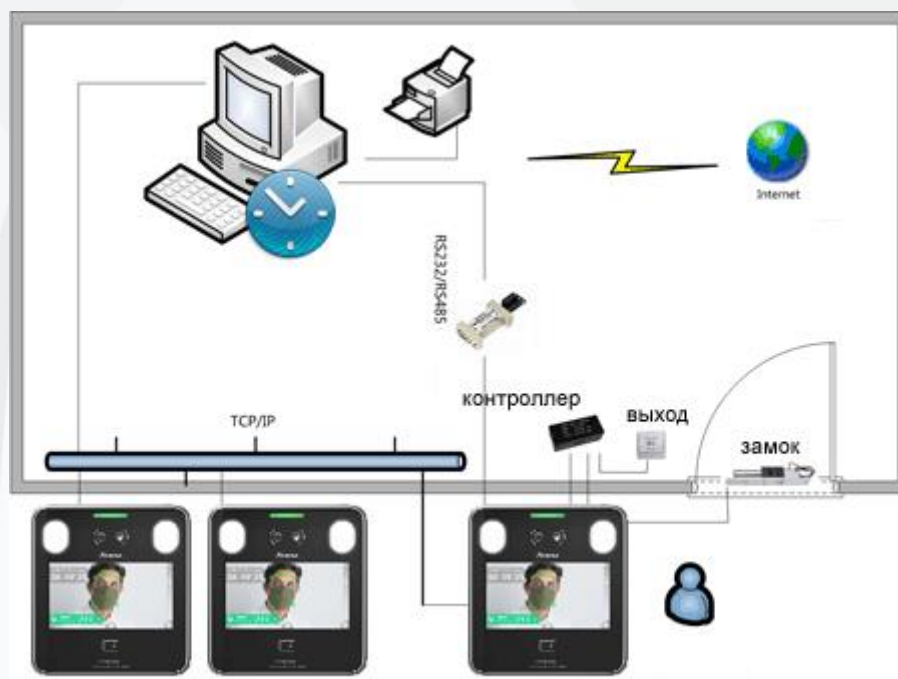 Internet
RS232/RS485
контроллер
выход
замок
TCP/IP